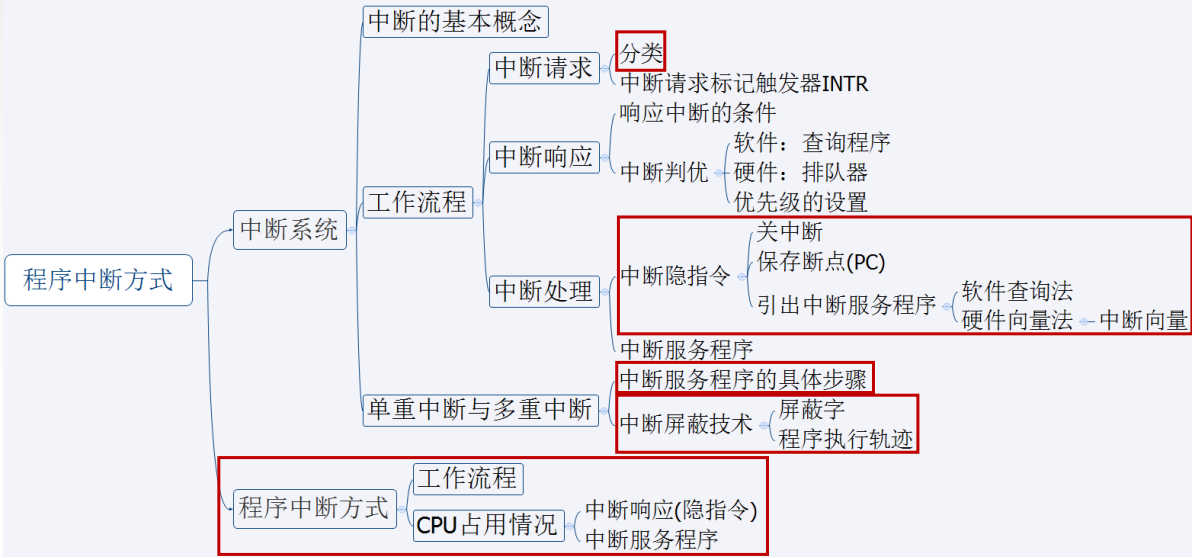 中断的基本概念
分类
中断请求
中断请求标记触发器INTR
响应中断的条件
软件：查询程序
中断响应
中断判优
硬件：排队器
优先级的设置
工作流程
中断系统
关中断
程序中断方式
中断隐指令
保存断点(PC)
中断处理
引出中断服务程序
软件查询法
硬件向量法
中断向量
中断服务程序
中断服务程序的具体步骤
单重中断与多重中断
中断屏蔽技术
屏蔽字
程序执行轨迹
工作流程
程序中断方式
CPU占用情况
中断响应(隐指令)
中断服务程序